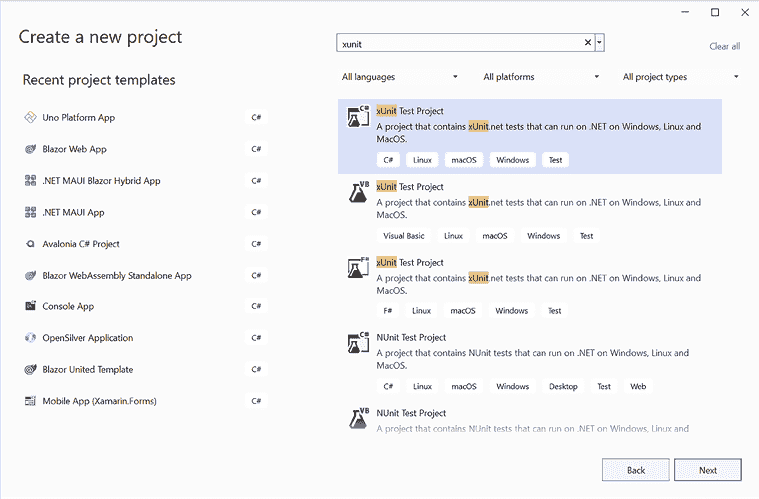 Create a new project
xunit
Clear all
Recent project templates
All languages
All platforms
All project types
Uno Platform App
C#
Blazor Web App
C#
.NET MAUI Blazor Hybrid App
C#
.NET MAUI App
C#
Avalonia C# Project
C#
Blazor WebAssembly Standalone App
C#
Console App
C#
OpenSilver Application
C#
Blazor United Template
C#
Mobile App (Xamarin.Forms)
C#
C#
xUnit Test Project
A project that contains xUnit.net tests that can run on .NET on Windows, Linux and
MacOS.
C# Linux macOS Windows Test
VB
xUnit Test Project
A project that contains xUnit.net tests that can run on .NET on Windows, Linux and
MacOS.
Visual Basic Linux macOS Windows Test
F#
xUnit Test Project
A project that contains xUnit.net tests that can run on .NET on Windows, Linux and
MacOS.
F# Linux macOS Windows Test
C#
NUnit Test Project
A project that contains NUnit tests that can run on .NET on Windows, Linux and
MacOS.
C# Linux macOS Windows Desktop Test Web
VB
NUnit Test Project
A project that contains NUnit tests that can run on .NET on Windows, Linux and
Back
Next